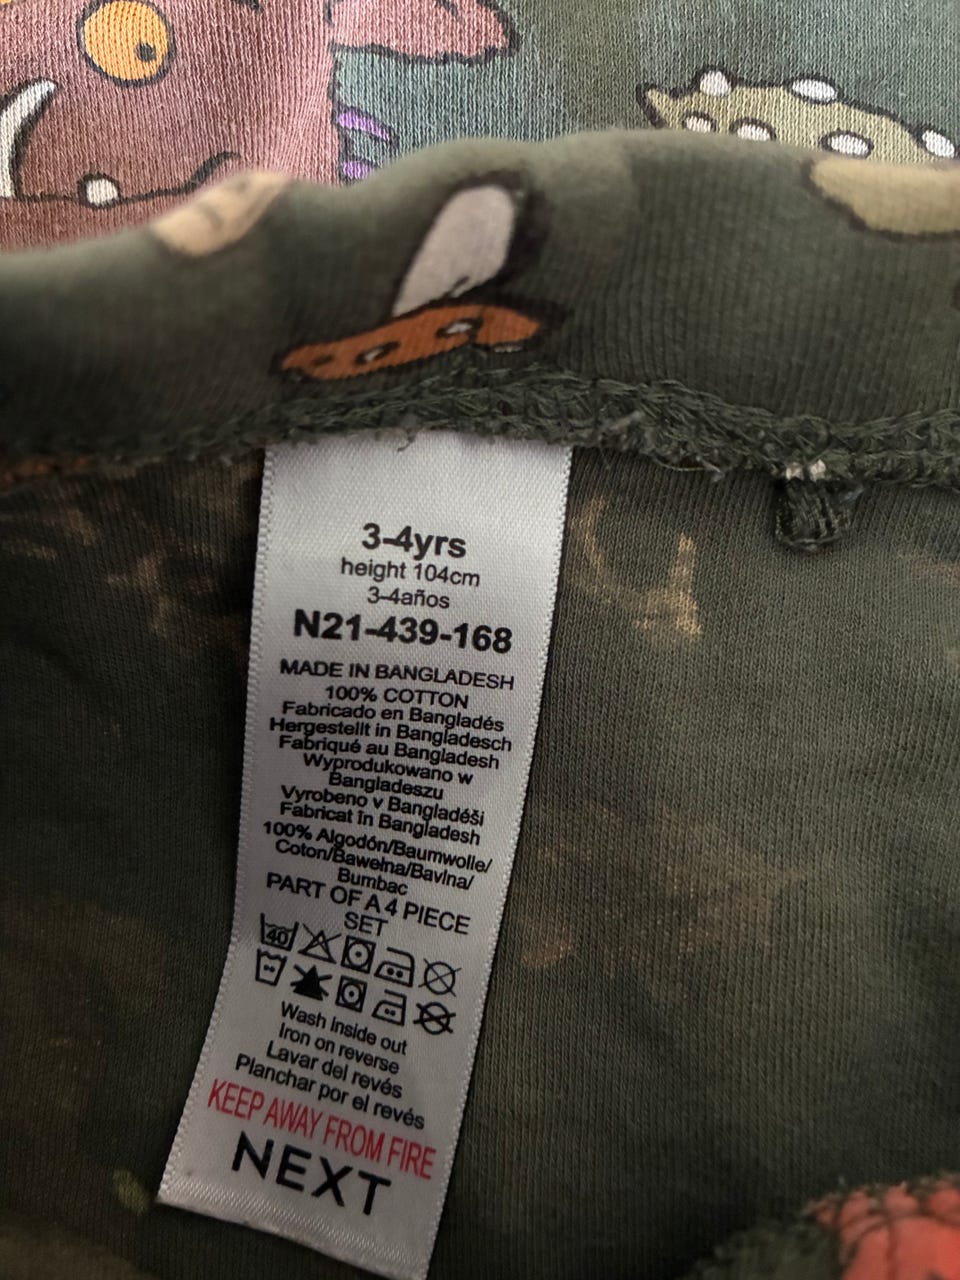 3-4yrs
height 104cm
3-4años
N21-439-168
MADE IN BANGLADESH
100% COTTON
Fabricado en Bangladés
Hergestellt in Bangladesch
Fabriqué au Bangladesh
Wyprodukowano w
Bangladeszu
Vyrobeno v Bangladéši
Fabricat în Bangladesh
100% Algodón/Baumwolle/
Coton/Bawełna/Bavlna/
Bumbac
PART OF A 4 PIECE
SET
40
Wash inside out
Iron on reverse
Lavar del revés
Planchar por el revés
KEEP AWAY FROM FIRE
NEXT